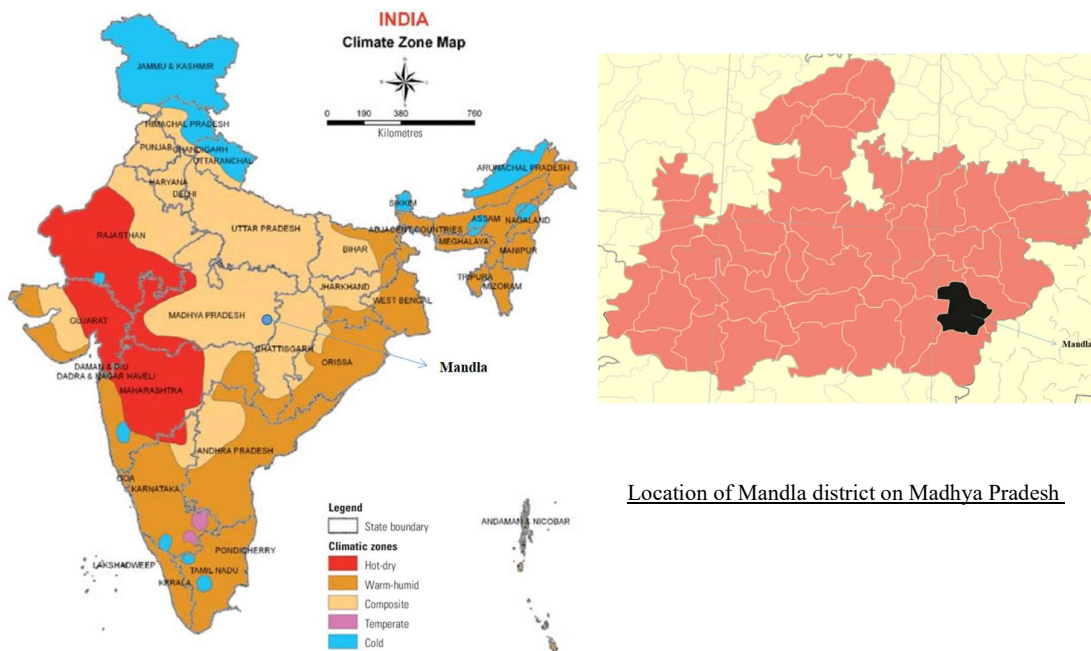 INDIA
Climate Zone Map
0 190 380 760
Kilometres
JAMMU & KASHMIR
HIMACHAL PRADESH
PUNJAB
CHANDIGARH
UTTARANCHAL
HARYANA
DELHI
ARUNACHAL PRADESH
SIKKIM
RAJASTHAN
UTTAR PRADESH
ADJACENT COUNTRIES
ASSAM
NAGALAND
BIHAR
MEGHALAYA
MANIPUR
TRIPURA
MIZORAM
JHARKHAND
WEST BENGAL
GUJARAT
MADHYA PRADESH
CHATTISGARH
ORISSA
Mandla
DAMAN & DIU
DADRA & NAGAR HAVELI
MAHARASHTRA
ANDHRA PRADESH
GOA
KARNATAKA
ANDAMAN & NICOBAR
PONDICHERRY
LAKSHADWEEP
TAMIL NADU
KERALA
Legend
State boundary
Climatic zones
Hot-dry
Warm-humid
Composite
Temperate
Cold
Mandla
Location of Mandla district on Madhya Pradesh